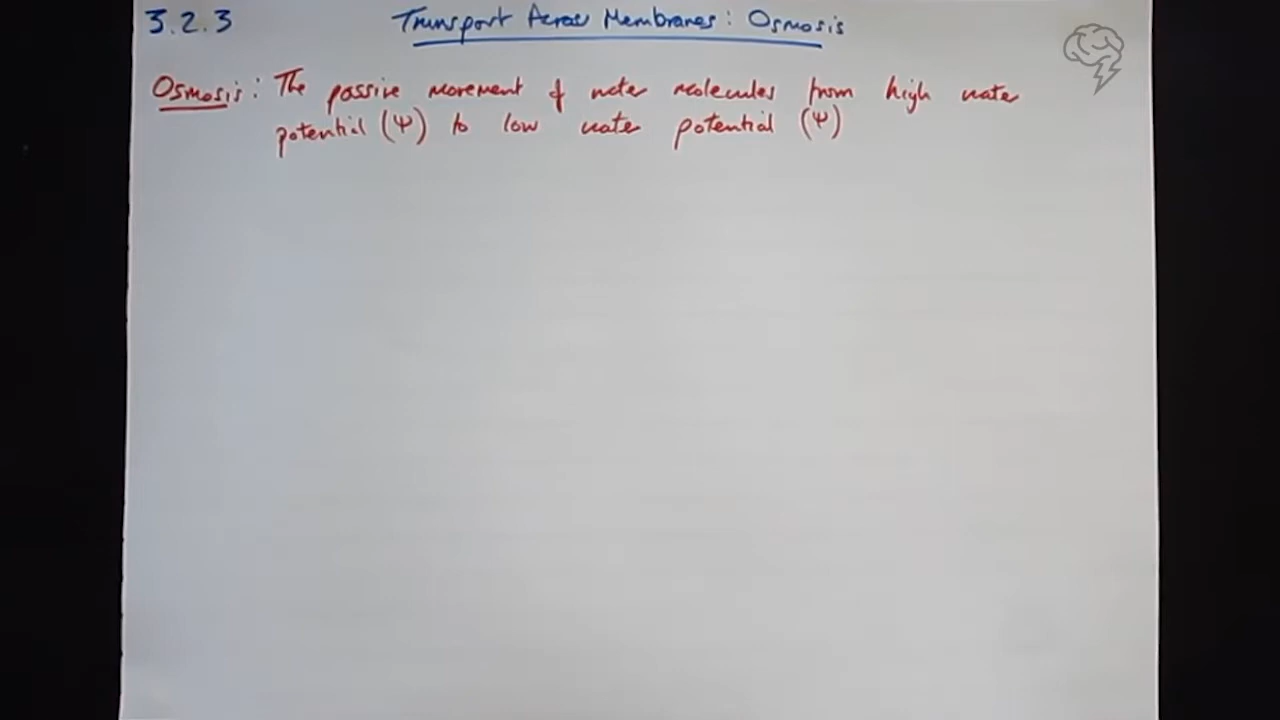 3.2.3 Transport Across Membranes: Osmosis
Osmosis: The passive movement of water molecules from high water
potential (Ψ) to low water potential (Ψ)